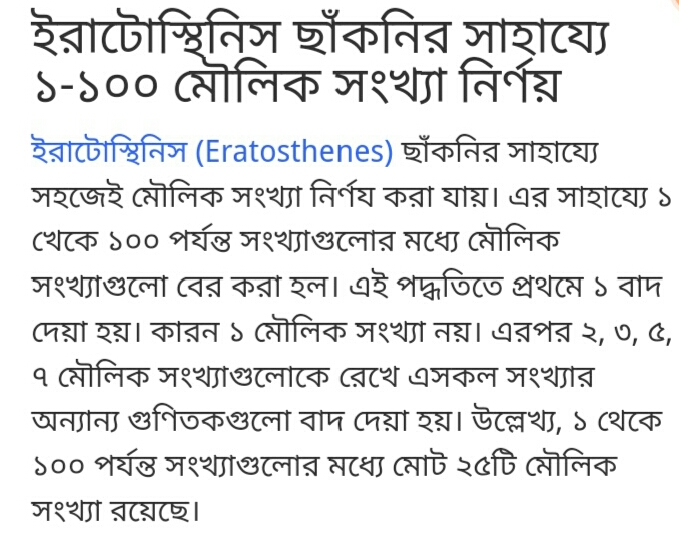 ইরাটোস্থিনিস ছাঁকনির সাহায্যে
১-১০০ মৌলিক সংখ্যা নির্ণয়
ইরাটোস্থিনিস (Eratosthenes) ছাঁকনির সাহায্যে
সহজেই মৌলিক সংখ্যা নির্ণয করা যায়। এর সাহায্যে ১
থেকে ১০০ পর্যন্ত সংখ্যাগুলোর মধ্যে মৌলিক
সংখ্যাগুলো বের করা হল। এই পদ্ধতিতে প্রথমে ১ বাদ
দেয়া হয়। কারন ১ মৌলিক সংখ্যা নয়। এরপর ২, ৩, ৫,
৭ মৌলিক সংখ্যাগুলোকে রেখে এসকল সংখ্যার
অন্যান্য গুণিতকগুলো বাদ দেয়া হয়। উল্লেখ্য, ১ থেকে
১০০ পর্যন্ত সংখ্যাগুলোর মধ্যে মোট ২৫টি মৌলিক
সংখ্যা রয়েছে।